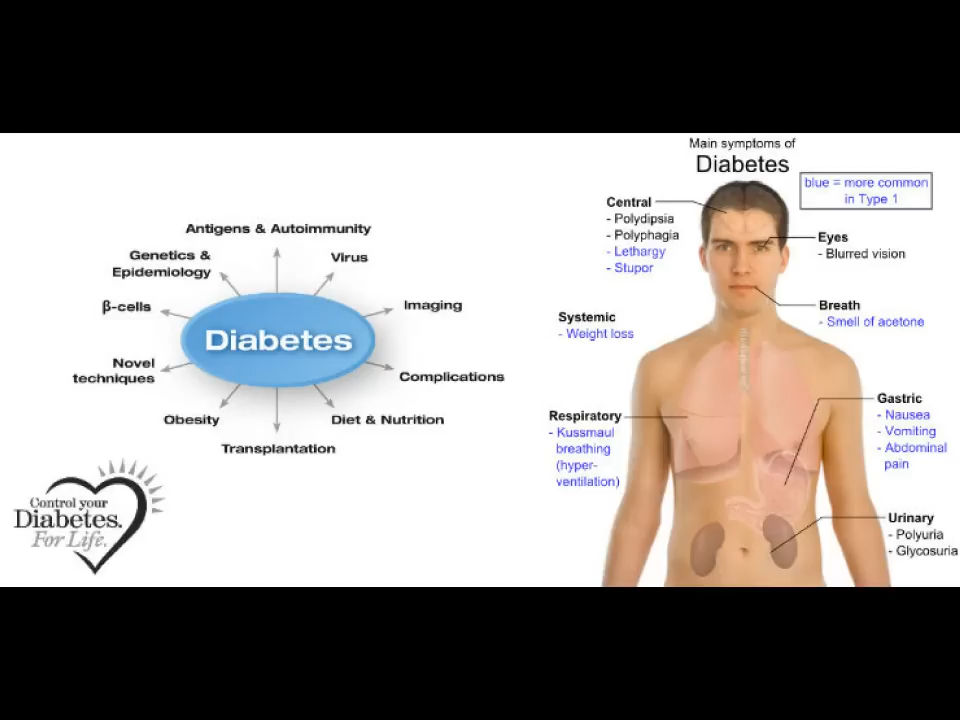 Antigens & Autoimmunity
Genetics &
Epidemiology
Virus
β-cells
Imaging
Diabetes
Novel
techniques
Complications
Obesity
Diet & Nutrition
Transplantation
Control your
Diabetes.
For Life.
Main symptoms of
Diabetes
blue = more common
in Type 1
Central
- Polydipsia
- Polyphagia
- Lethargy
- Stupor
Eyes
- Blurred vision
Breath
- Smell of acetone
Systemic
- Weight loss
Respiratory
- Kussmaul
breathing
(hyper-
ventilation)
Gastric
- Nausea
- Vomiting
- Abdominal
pain
Urinary
- Polyuria
- Glycosuria